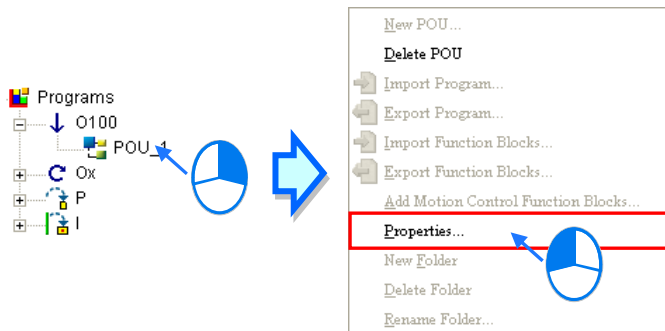 Programs
O100
POU_1
Ox
P
I
New POU...
Delete POU
Import Program...
Export Program...
Import Function Blocks...
Export Function Blocks...
Add Motion Control Function Blocks...
Properties...
New Folder
Delete Folder
Rename Folder...